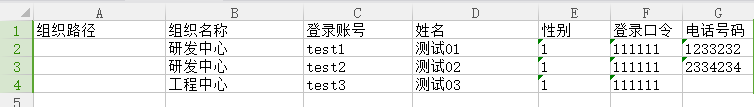 A B C D E F G
1 组织路径 组织名称 登录账号 姓名 性别 登录口令 电话号码
2 研发中心 test1 测试01 1 111111 1233232
3 研发中心 test2 测试02 1 111111 2334234
4 工程中心 test3 测试03 1 111111
5